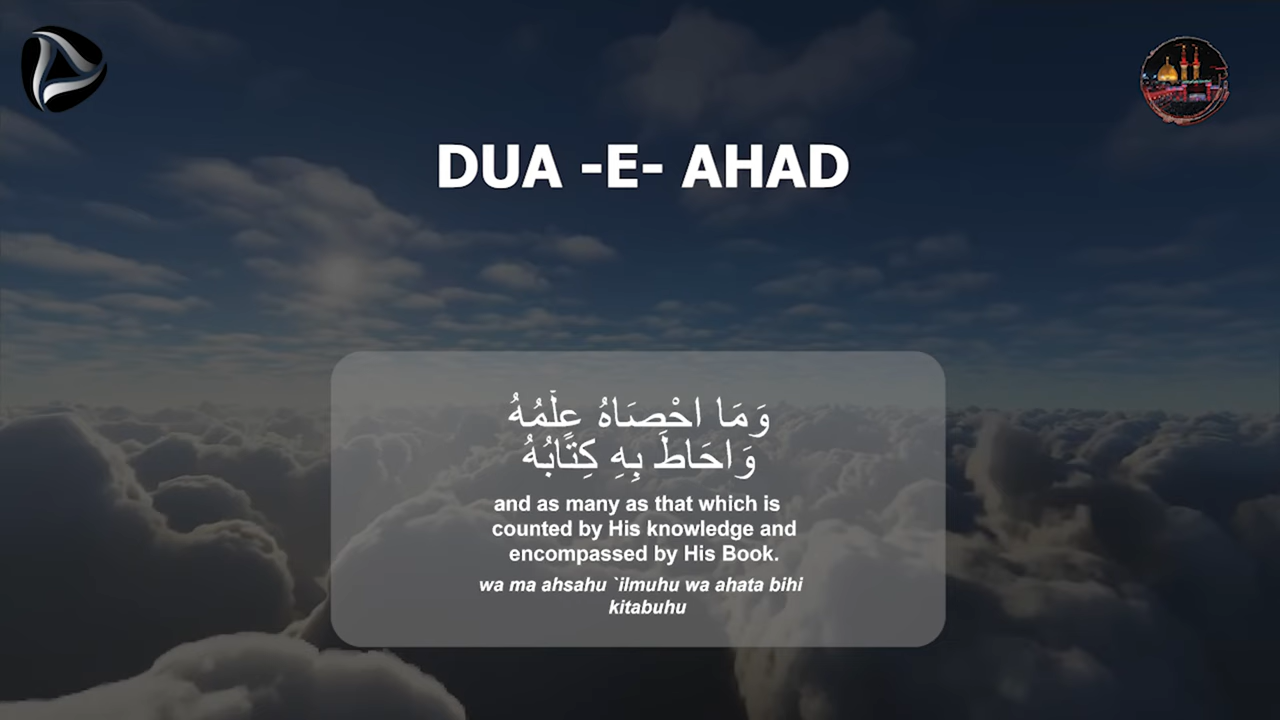 DUA -E- AHAD
وَمَا احْصَاهُ عِلْمُهُ
وَاحَاطَ بِهِ كِتَابُهُ
and as many as that which is
counted by His knowledge and
encompassed by His Book.
wa ma ahsahu `ilmuhu wa ahata bihi
kitabuhu